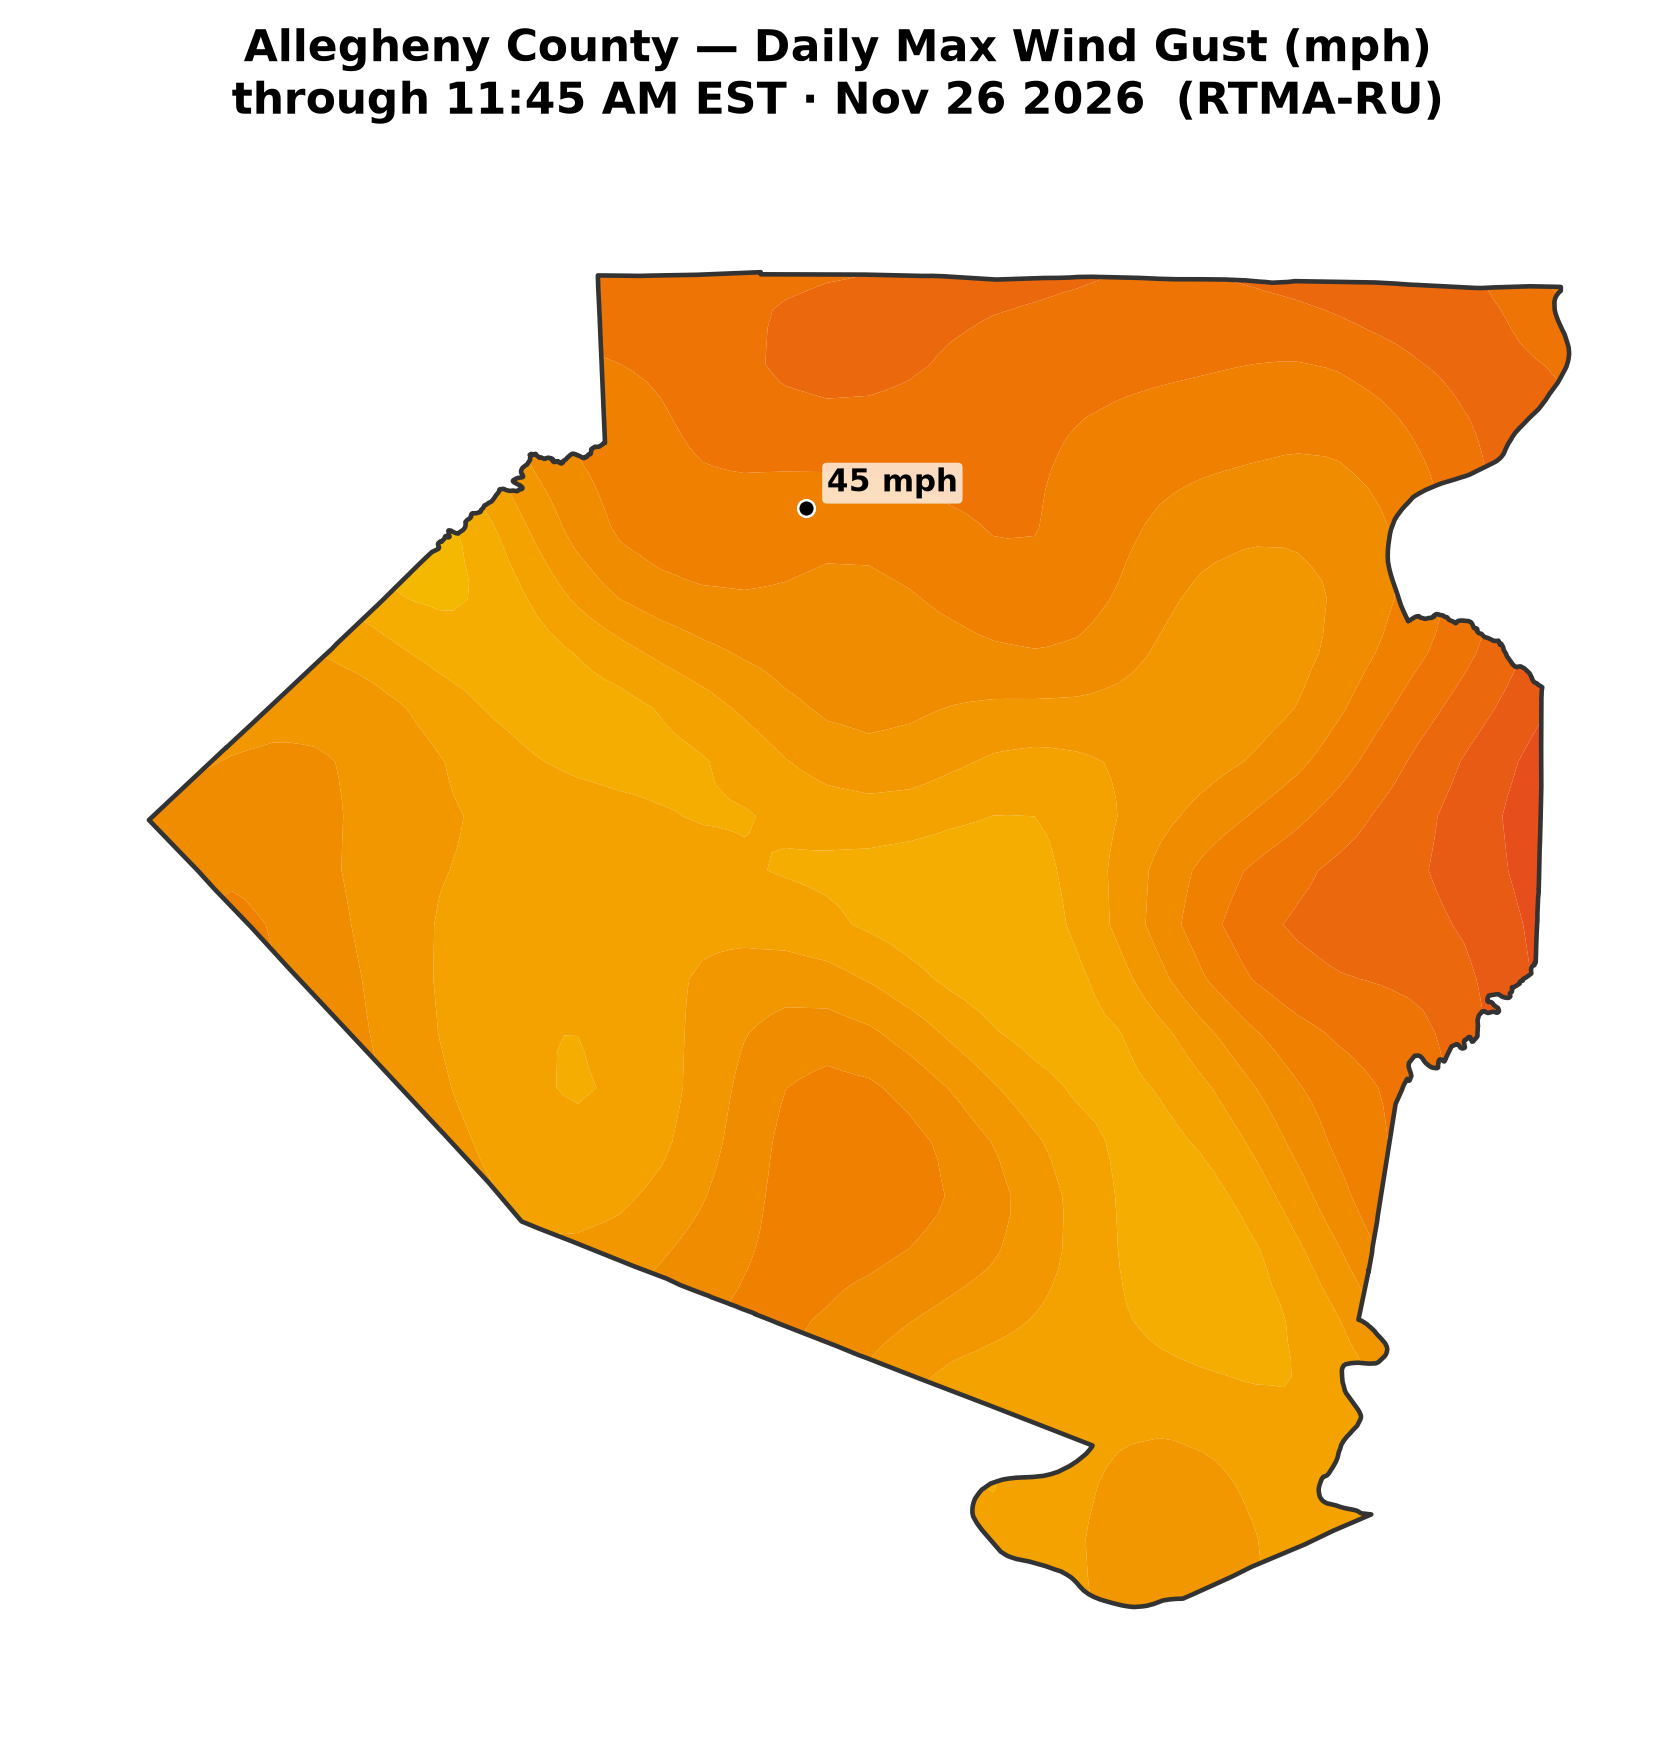 Allegheny County — Daily Max Wind Gust (mph)
through 11:45 AM EST · Nov 26 2026 (RTMA-RU)
45 mph